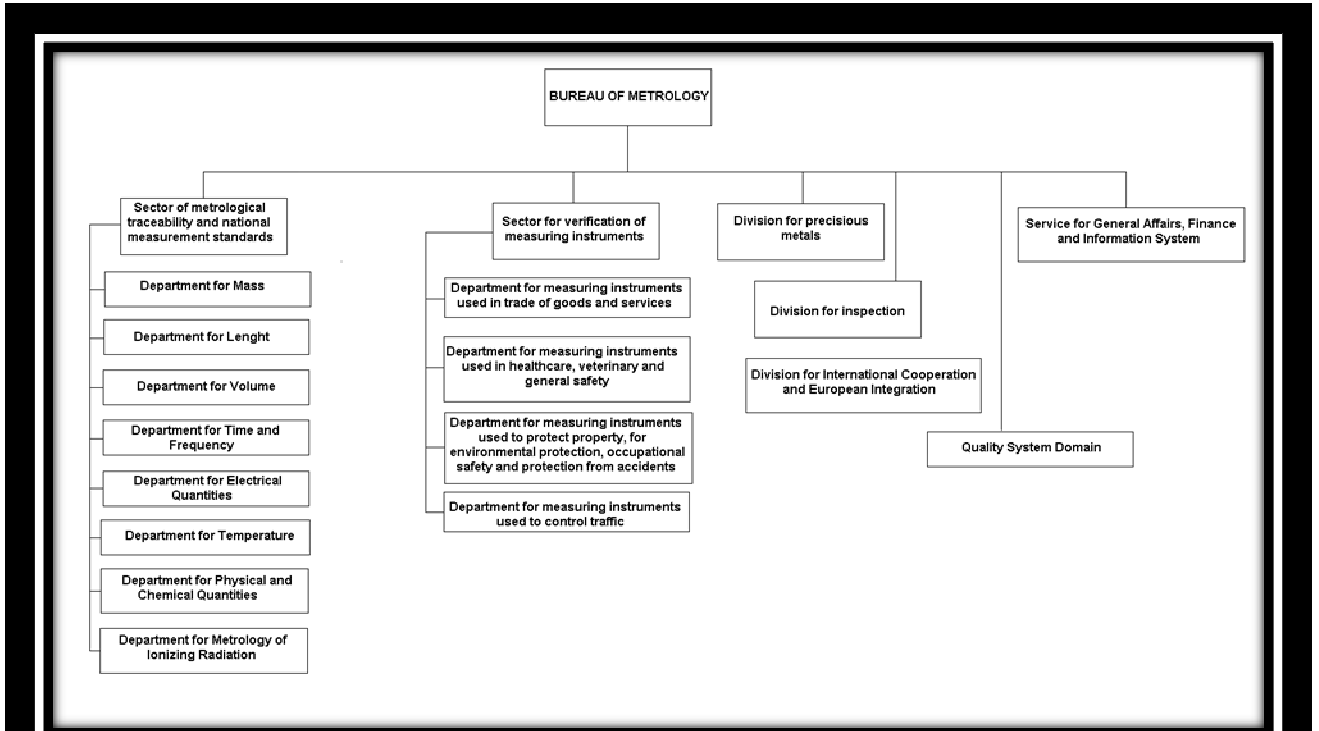 BUREAU OF METROLOGY
Sector of metrological
traceability and national
measurement standards
Department for Mass
Department for Lenght
Department for Volume
Department for Time and
Frequency
Department for Electrical
Quantities
Department for Temperature
Department for Physical and
Chemical Quantities
Department for Metrology of
Ionizing Radiation
Sector for verification of
measuring instruments
Department for measuring instruments
used in trade of goods and services
Department for measuring instruments
used in healthcare, veterinary and
general safety
Department for measuring instruments
used to protect property, for
environmental protection, occupational
safety and protection from accidents
Department for measuring instruments
used to control traffic
Division for precisious
metals
Division for inspection
Division for International Cooperation
and European Integration
Quality System Domain
Service for General Affairs, Finance
and Information System